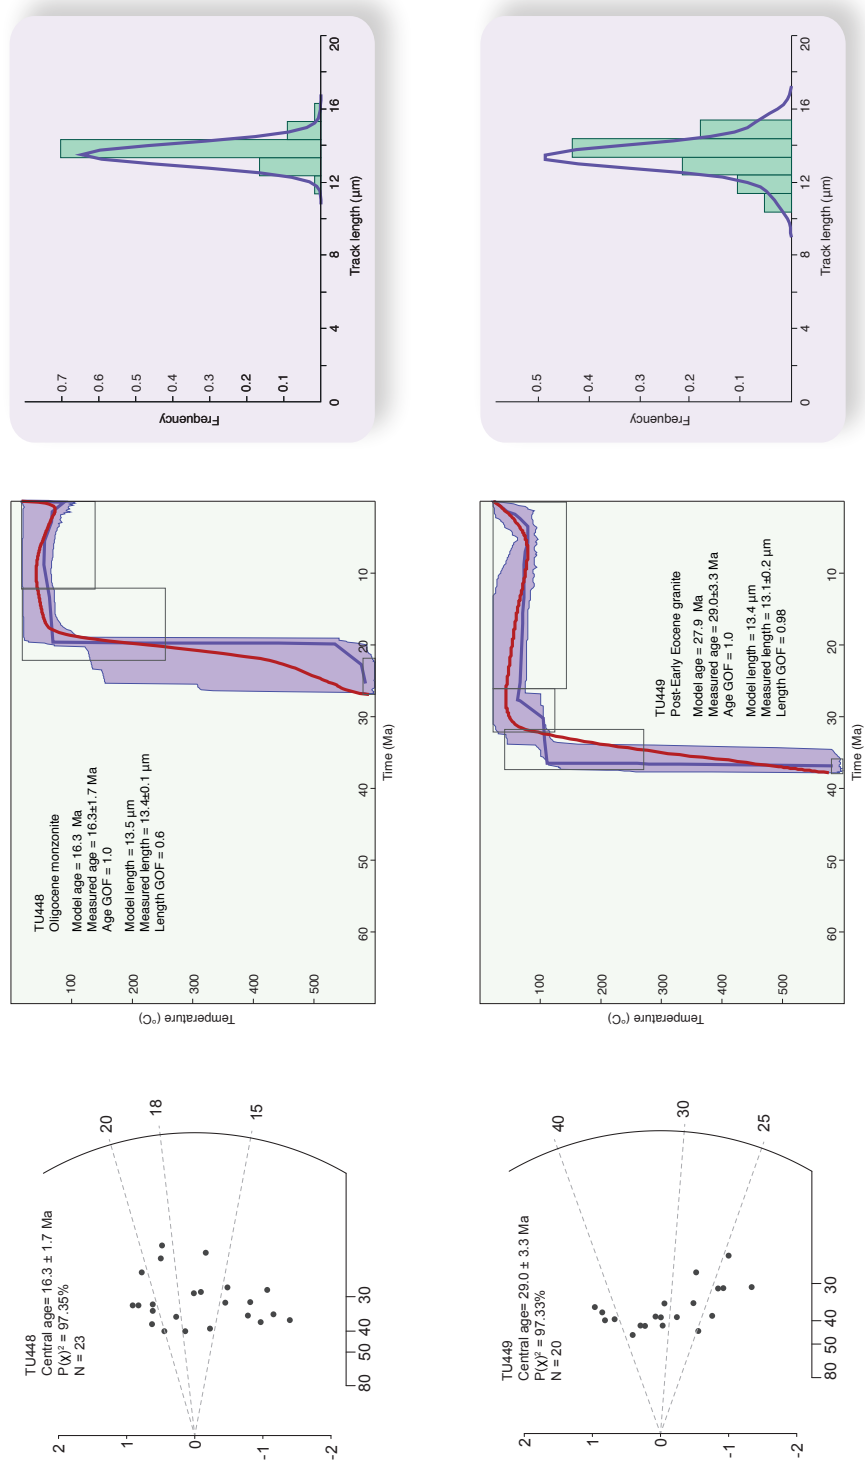 TU448
Central age= 16.3 ± 1.7 Ma
P(χ)² = 97.35%
N = 23
20
18
15
2
1
0
-1
-2
80
50
40
30
TU448
Oligocene monzonite
Model age = 16.3 Ma
Measured age = 16.3±1.7 Ma
Age GOF = 1.0
Model length = 13.5 µm
Measured length = 13.4±0.1 µm
Length GOF = 0.6
Temperature (°C)
100
200
300
400
500
60
50
40
30
20
10
Time (Ma)
Frequency
0.7
0.6
0.5
0.4
0.3
0.2
0.1
0
4
8
12
16
20
Track length (µm)
TU449
Central age= 29.0 ± 3.3 Ma
P(χ)² = 97.33%
N = 20
40
30
25
2
1
0
-1
-2
80
50
40
30
TU449
Post-Early Eocene granite
Model age = 27.9 Ma
Measured age = 29.0±3.3 Ma
Age GOF = 1.0
Model length = 13.4 µm
Measured length = 13.1±0.2 µm
Length GOF = 0.98
Temperature (°C)
100
200
300
400
500
60
50
40
30
20
10
Time (Ma)
Frequency
0.5
0.4
0.3
0.2
0.1
0
4
8
12
16
20
Track length (µm)